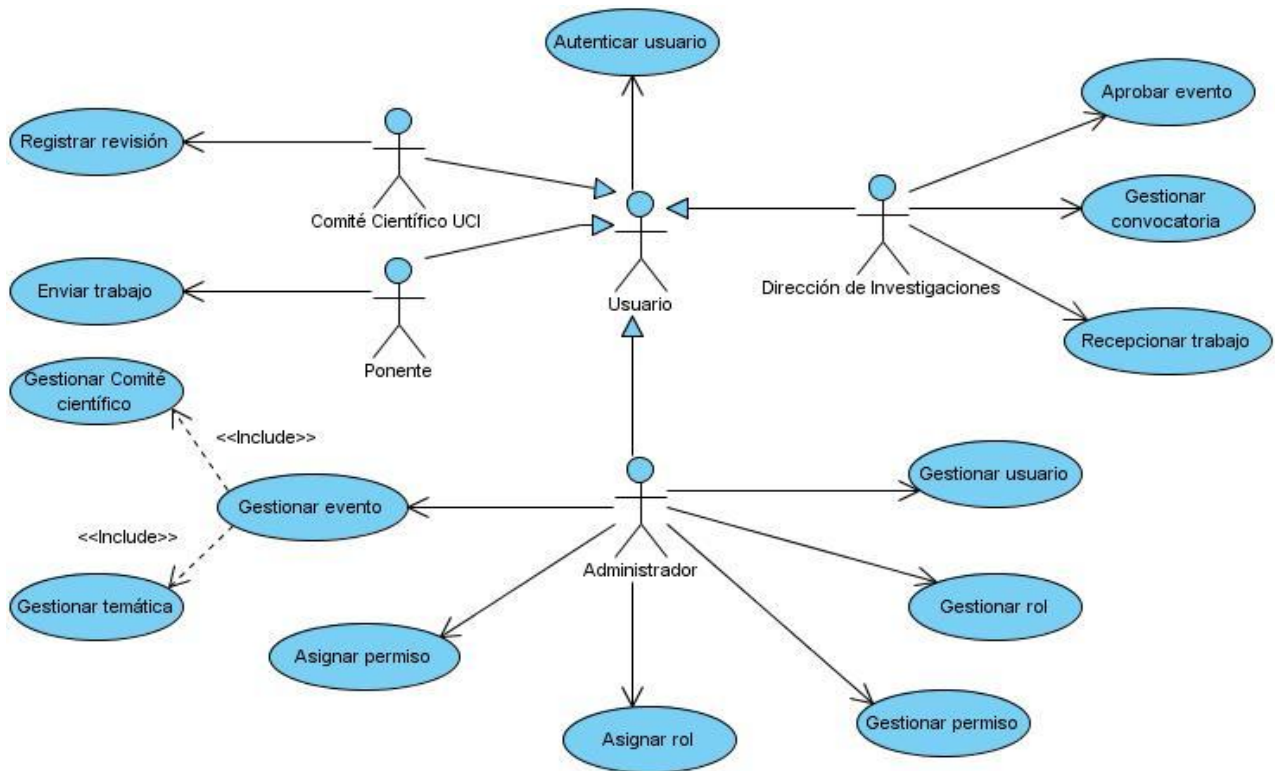 Autenticar usuario
Aprobar evento
Registrar revisión
Comité Científico UCI
Gestionar
convocatoria
Enviar trabajo
Ponente
Usuario
Dirección de Investigaciones
Recepcionar trabajo
Gestionar Comité
científico
<<Include>>
Gestionar evento
<<Include>>
Gestionar temática
Administrador
Gestionar usuario
Gestionar rol
Asignar permiso
Asignar rol
Gestionar permiso